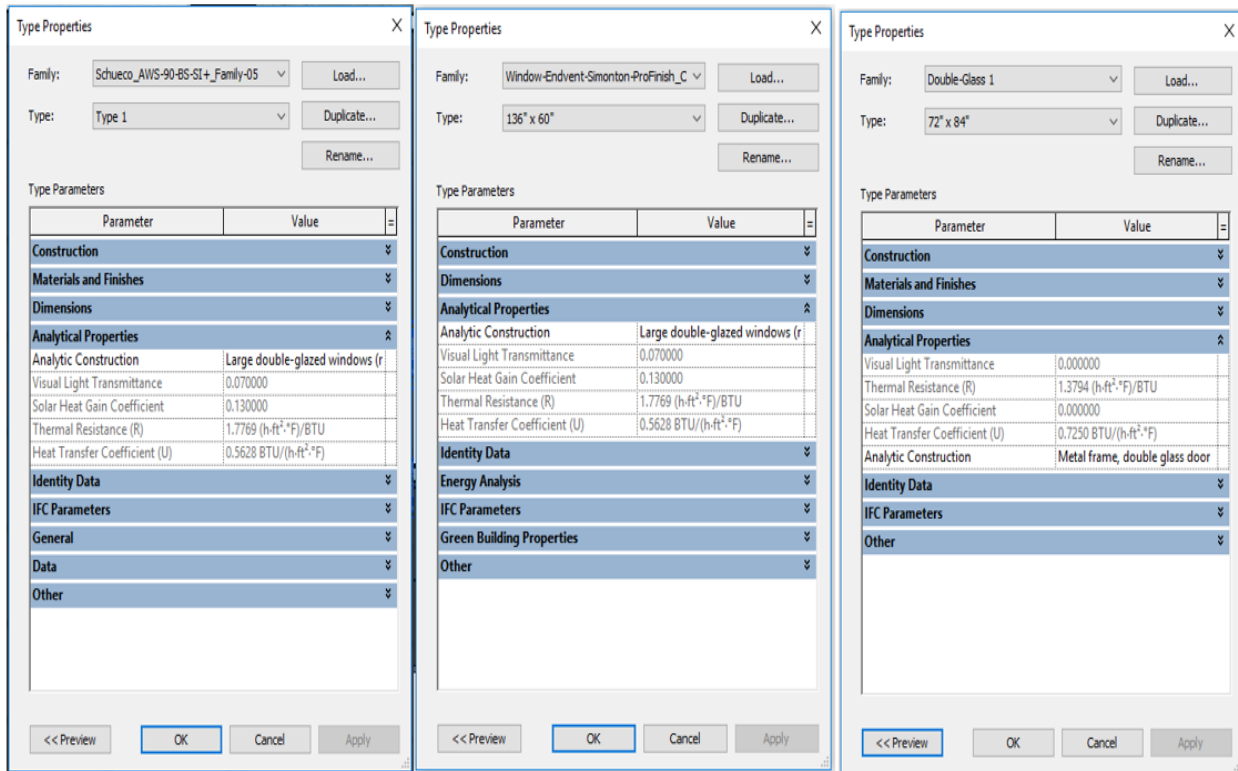 Type Properties X
Family: Schueco_AWS-90-BS-SI+_Family-05 Load...
Type: Type 1 Duplicate...
Rename...
Type Parameters
Parameter Value =
Construction
Materials and Finishes
Dimensions
Analytical Properties
Analytic Construction Large double-glazed windows (r
Visual Light Transmittance 0.070000
Solar Heat Gain Coefficient 0.130000
Thermal Resistance (R) 1.7769 (h·ft²·°F)/BTU
Heat Transfer Coefficient (U) 0.5628 BTU/(h·ft²·°F)
Identity Data
IFC Parameters
General
Data
Other
<< Preview OK Cancel Apply
Type Properties X
Family: Window-Endvent-Simonton-ProFinish_C Load...
Type: 136" x 60" Duplicate...
Rename...
Type Parameters
Parameter Value =
Construction
Dimensions
Analytical Properties
Analytic Construction Large double-glazed windows (r
Visual Light Transmittance 0.070000
Solar Heat Gain Coefficient 0.130000
Thermal Resistance (R) 1.7769 (h·ft²·°F)/BTU
Heat Transfer Coefficient (U) 0.5628 BTU/(h·ft²·°F)
Identity Data
Energy Analysis
IFC Parameters
Green Building Properties
Other
<< Preview OK Cancel Apply
Type Properties X
Family: Double-Glass 1 Load...
Type: 72" x 84" Duplicate...
Rename...
Type Parameters
Parameter Value =
Construction
Materials and Finishes
Dimensions
Analytical Properties
Visual Light Transmittance 0.000000
Thermal Resistance (R) 1.3794 (h·ft²·°F)/BTU
Solar Heat Gain Coefficient 0.000000
Heat Transfer Coefficient (U) 0.7250 BTU/(h·ft²·°F)
Analytic Construction Metal frame, double glass door
Identity Data
IFC Parameters
Other
<< Preview OK Cancel Apply